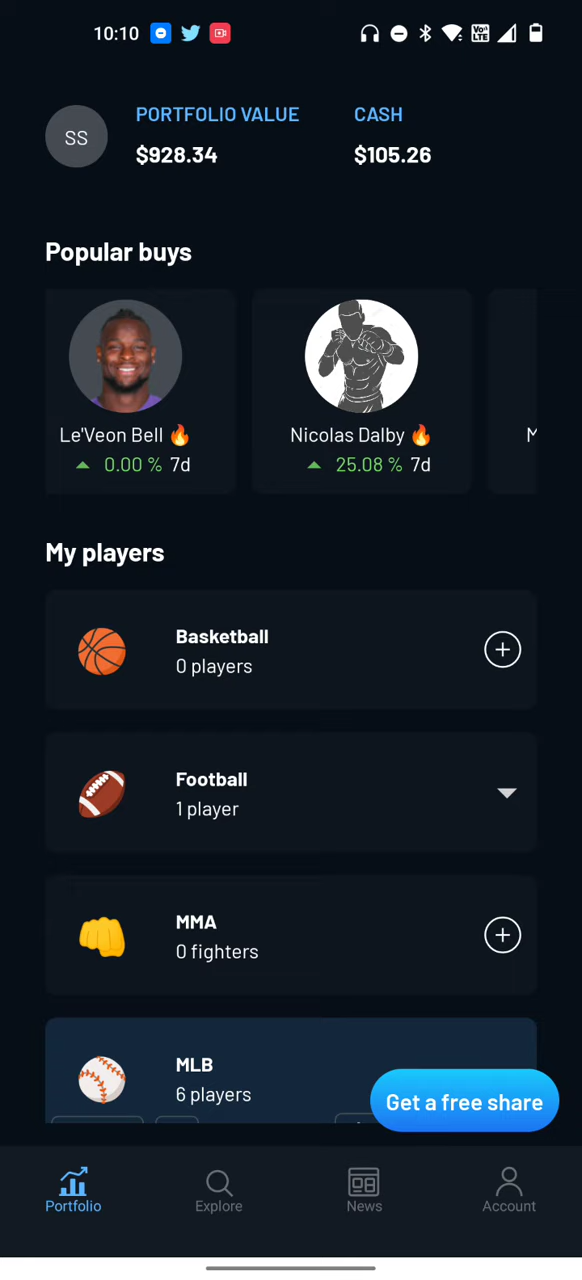 10:10
Vo) LTE
PORTFOLIO VALUE CASH
SS
$928.34 $105.26
Popular buys
Le'Veon Bell 🔥 Nicolas Dalby 🔥
0.00 % 7d 25.08 % 7d
My players
Basketball
0 players
Football
1 player
MMA
0 fighters
MLB
6 players
Get a free share
Portfolio Explore News Account